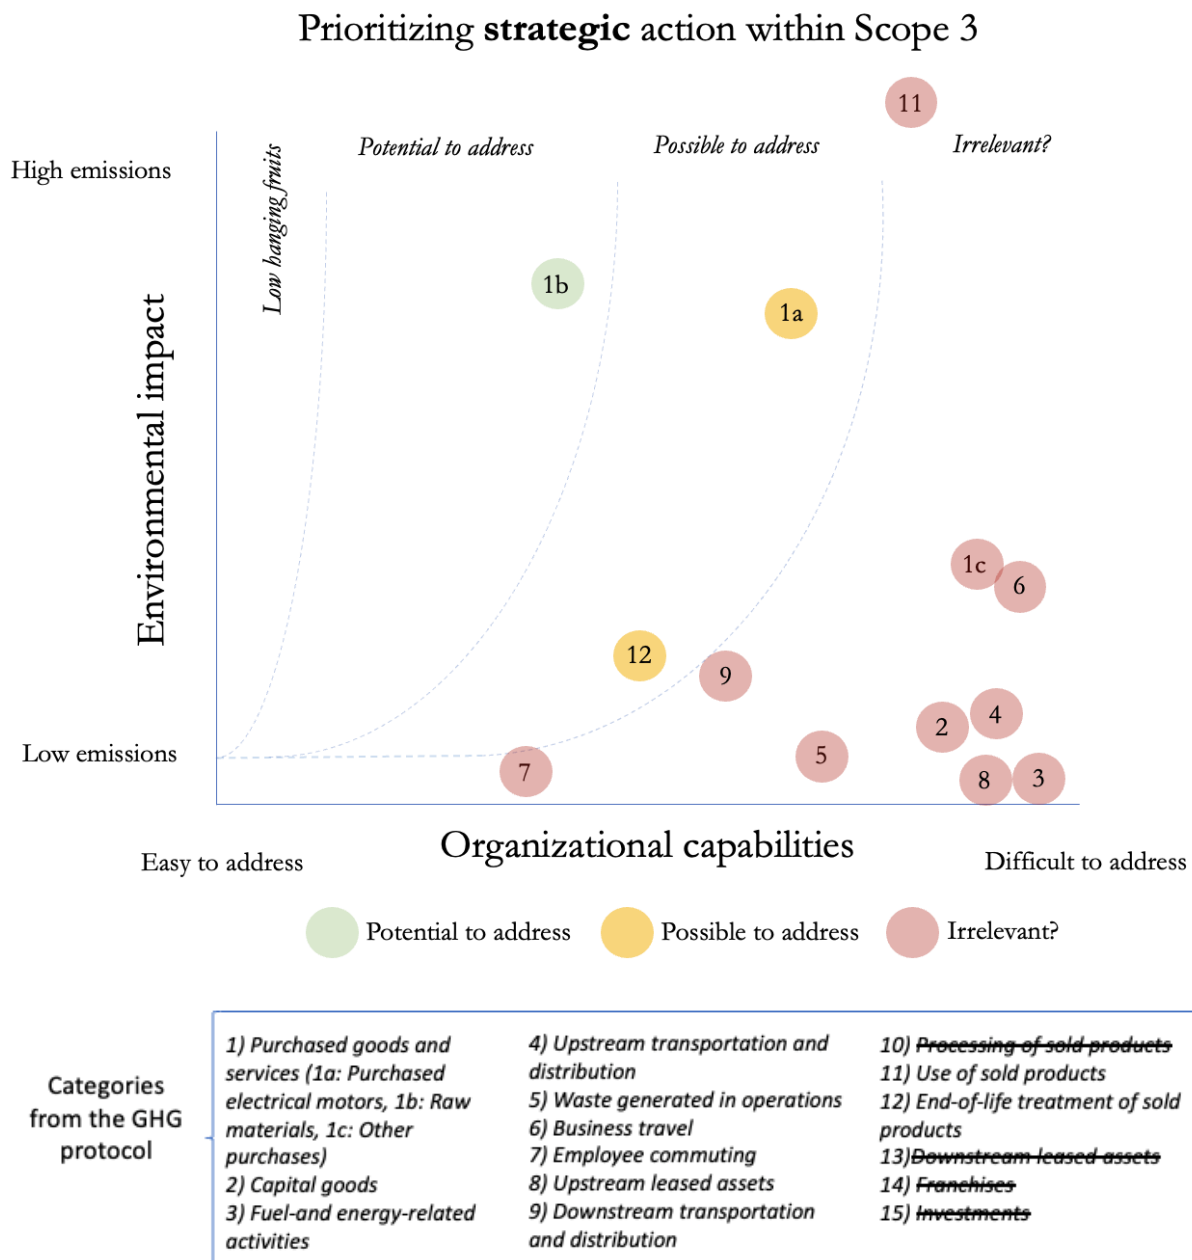 Prioritizing strategic action within Scope 3
11
Potential to address
Possible to address
Irrelevant?
High emissions
Low hanging fruits
1b
1a
Environmental impact
1c
6
12
9
2
4
Low emissions
5
7
8
3
Organizational capabilities
Easy to address
Difficult to address
Potential to address
Possible to address
Irrelevant?
Categories
from the GHG
protocol
1) Purchased goods and
services (1a: Purchased
electrical motors, 1b: Raw
materials, 1c: Other
purchases)
2) Capital goods
3) Fuel-and energy-related
activities
4) Upstream transportation and
distribution
5) Waste generated in operations
6) Business travel
7) Employee commuting
8) Upstream leased assets
9) Downstream transportation
and distribution
10) Processing of sold products
11) Use of sold products
12) End-of-life treatment of sold
products
13)Downstream leased assets
14) Franchises
15) Investments